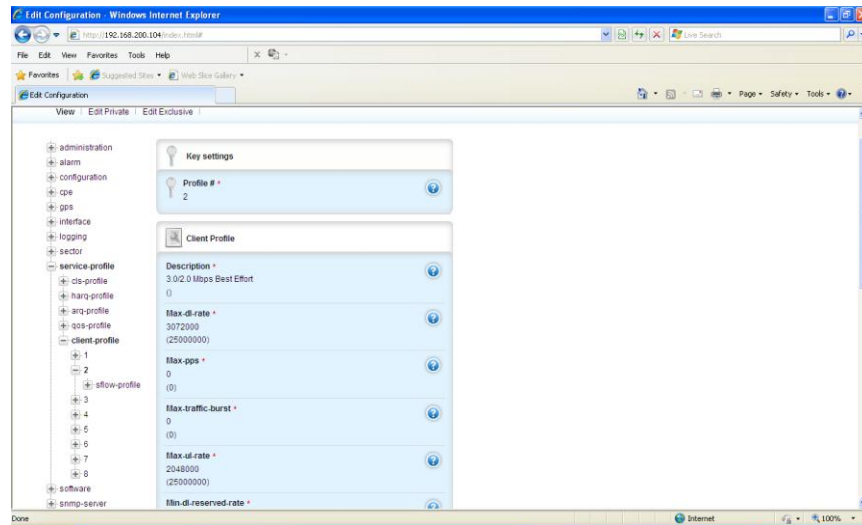 Edit Configuration - Windows Internet Explorer
http://192.168.200.104/index.html#
Live Search
File Edit View Favorites Tools Help
Favorites Suggested Sites Web Slice Gallery
Edit Configuration
Page Safety Tools
View | Edit Private | Edit Exclusive |
administration
alarm
configuration
cpe
gps
interface
logging
sector
service-profile
cls-profile
harq-profile
arq-profile
qos-profile
client-profile
1
2
sflow-profile
3
4
5
6
7
8
software
snmp-server
Key settings
Profile # *
2
Client Profile
Description *
3.0/2.0 Mbps Best Effort
()
Max-dl-rate *
3072000
(25000000)
Max-pps *
0
(0)
Max-traffic-burst *
0
(0)
Max-ul-rate *
2048000
(25000000)
Min-dl-reserved-rate *
Done
Internet
100%